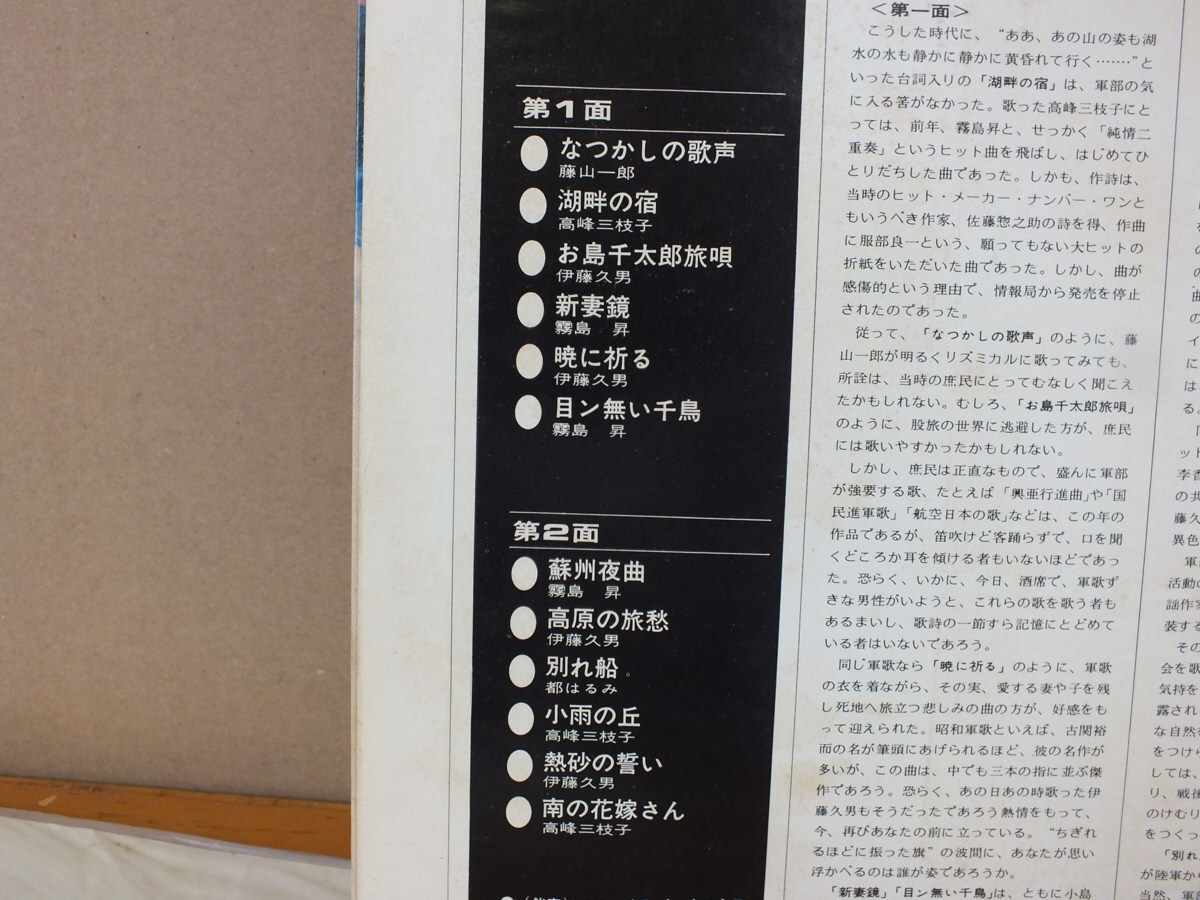 第1面
なつかしの歌声
藤山一郎
湖畔の宿
高峰三枝子
お島千太郎旅唄
伊藤久男
新妻鏡
霧島 昇
暁に祈る
伊藤久男
目ン無い千鳥
霧島 昇
第2面
蘇州夜曲
霧島 昇
高原の旅愁
伊藤久男
別れ船
都はるみ
小雨の丘
高峰三枝子
熱砂の誓い
伊藤久男
南の花嫁さん
高峰三枝子
<第一面>
こうした時代に、“ああ、あの山の姿も湖
水の水も静かに静かに黄昏れて行く……”と
いった台詞入りの「湖畔の宿」は、軍部の気
に入る筈がなかった。歌った高峰三枝子にと
っては、前年、霧島昇と、せっかく「純情二
重奏」というヒット曲を飛ばし、はじめてひ
とりだちした曲であった。しかも、作詩は、
当時のヒット・メーカー・ナンバー・ワンと
もいうべき作家、佐藤惣之助の詩を得、作曲
に服部良一という、願ってもない大ヒットの
折紙をいただいた曲であった。しかし、曲が
感傷的という理由で、情報局から発売を停止
されたのであった。
従って、「なつかしの歌声」のように、藤
山一郎が明るくリズミカルに歌ってみても、
所詮は、当時の庶民にとってむなしく聞こえ
たかもしれない。むしろ、「お島千太郎旅唄」
のように、股旅の世界に逃避した方が、庶民
には歌いやすかったかもしれない。
しかし、庶民は正直なもので、盛んに軍部
が強要する歌、たとえば「興亜行進曲」や「国
民進軍歌」「航空日本の歌」などは、この年の
作品であるが、笛吹けど客踊らずで、口を開
くどころか耳を傾ける者もいないほどであっ
た。恐らく、いかに、今日、酒席で、軍歌ず
きな男性がいようと、これらの歌を歌う者も
あるまいし、歌詩の一節すら記憶にとどめて
いる者はいないであろう。
同じ軍歌なら「暁に祈る」のように、軍歌
の衣を着ながら、その実、愛する妻や子を残
し死地へ旅立つ悲しみの曲の方が、好感をも
って迎えられた。昭和軍歌といえば、古関裕
而の名が筆頭にあげられるほど、彼の名作が
多いが、この曲は、中でも三本の指に並ぶ傑
作であろう。恐らく、あの日あの時歌った伊
藤久男もそうだったであろう熱情をもって、
今、再びあなたの前に立っている。“ちぎれ
るほどに振った旗”の波間に、あなたが思い
浮かべるのは誰が姿であろうか。
「新妻鏡」「目ン無い千鳥」は、ともに小島